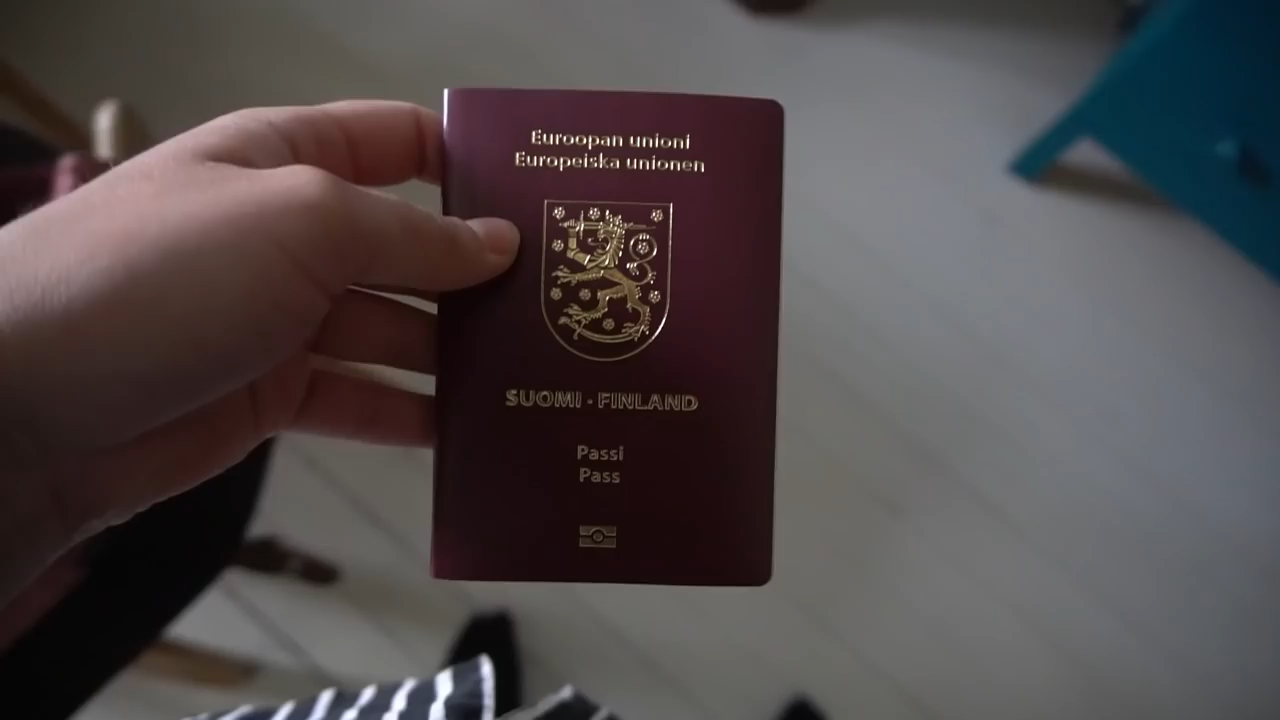 Euroopan unioni
Europeiska unionen
SUOMI - FINLAND
Passi
Pass